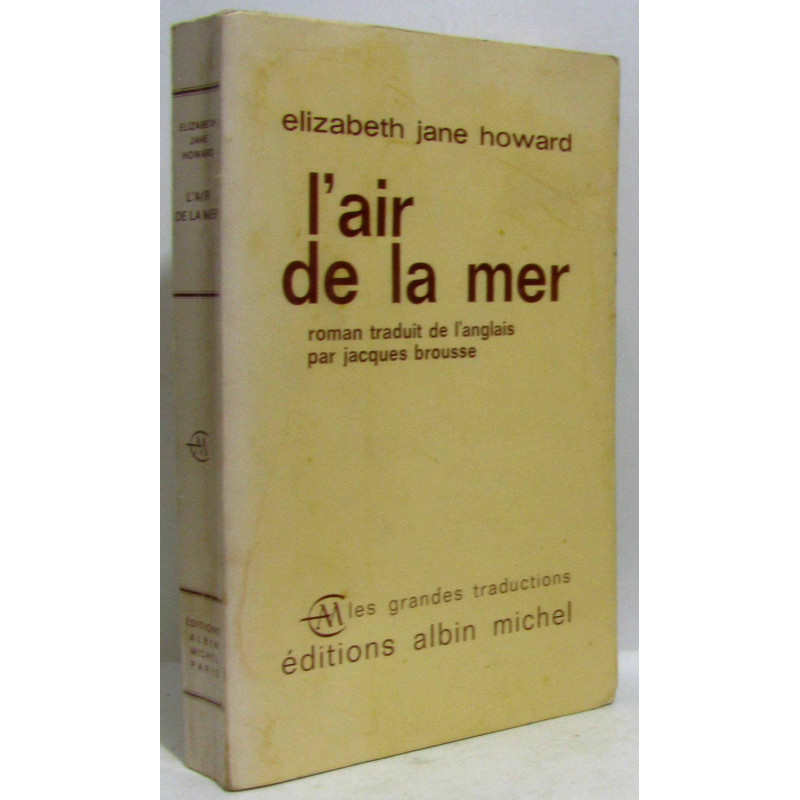 elizabeth jane howard
l'air
de la mer
roman traduit de l'anglais
par jacques brousse
les grandes traductions
éditions albin michel
ELIZABETH
JANE
HOWARD
L'AIR
DE LA MER
EDITIONS
ALBIN
MICHEL
PARIS